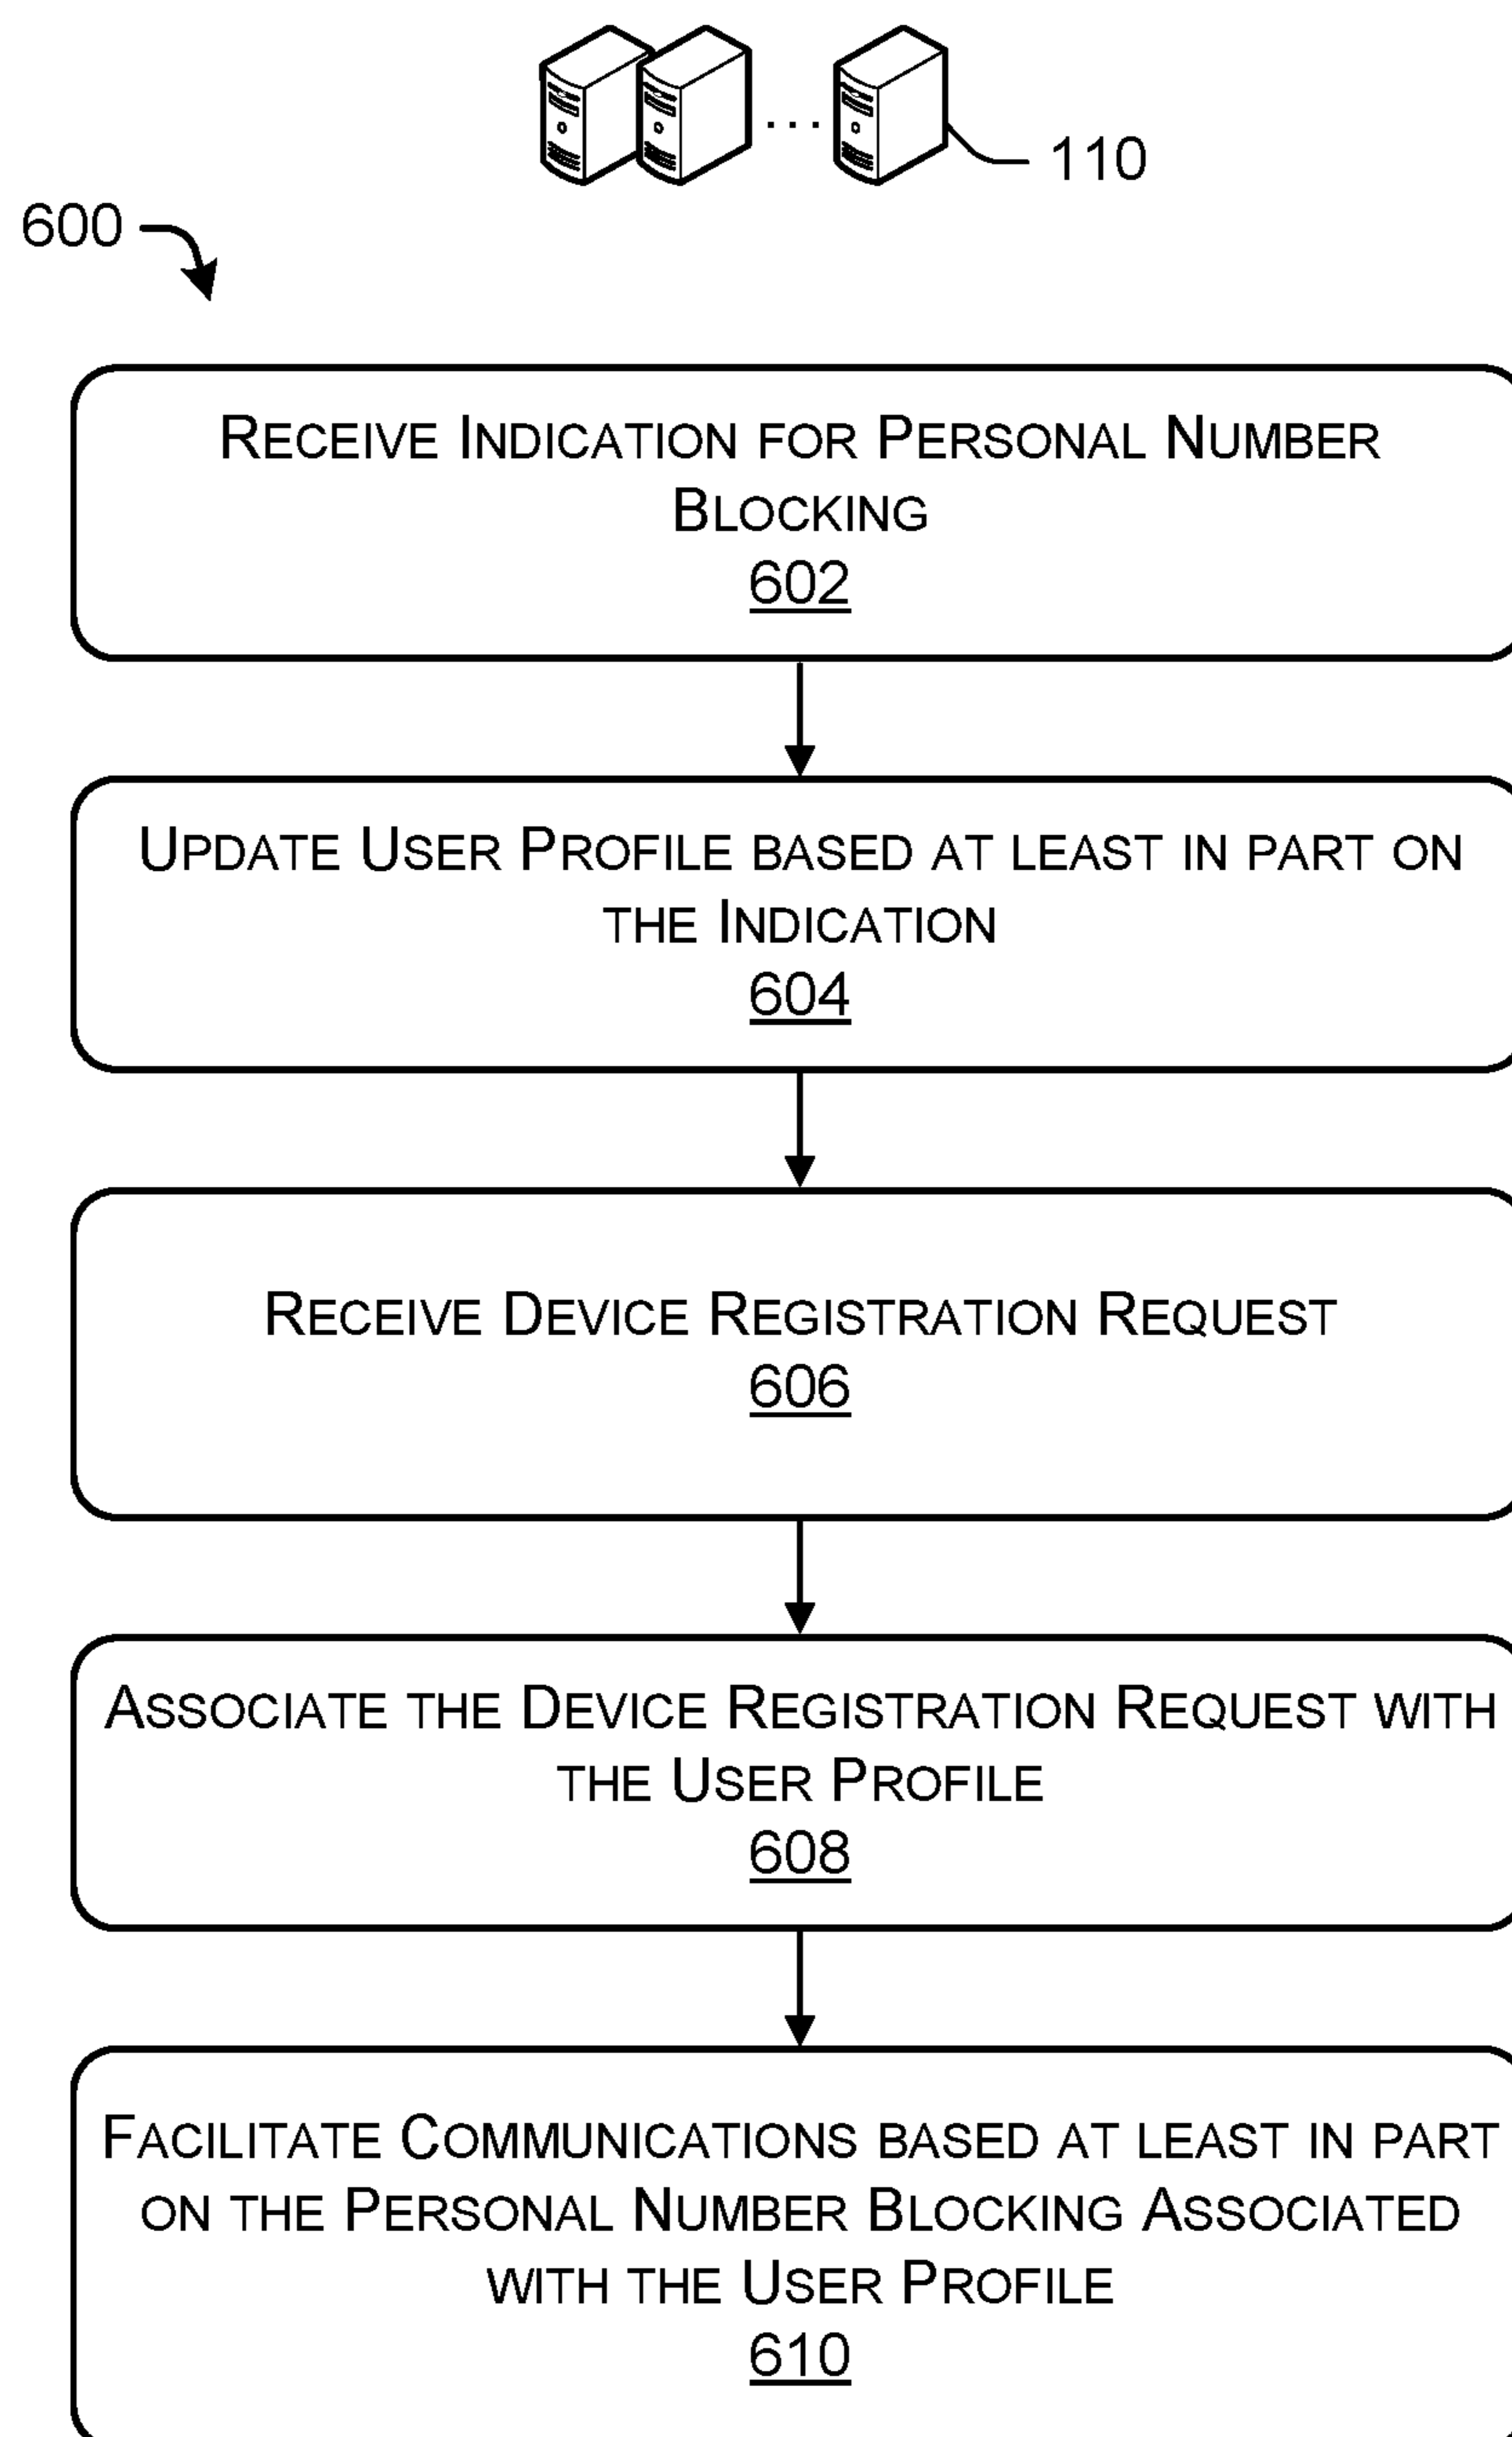 110
600
RECEIVE INDICATION FOR PERSONAL NUMBER
BLOCKING
602
UPDATE USER PROFILE BASED AT LEAST IN PART ON
THE INDICATION
604
RECEIVE DEVICE REGISTRATION REQUEST
606
ASSOCIATE THE DEVICE REGISTRATION REQUEST WITH
THE USER PROFILE
608
FACILITATE COMMUNICATIONS BASED AT LEAST IN PART
ON THE PERSONAL NUMBER BLOCKING ASSOCIATED
WITH THE USER PROFILE
610